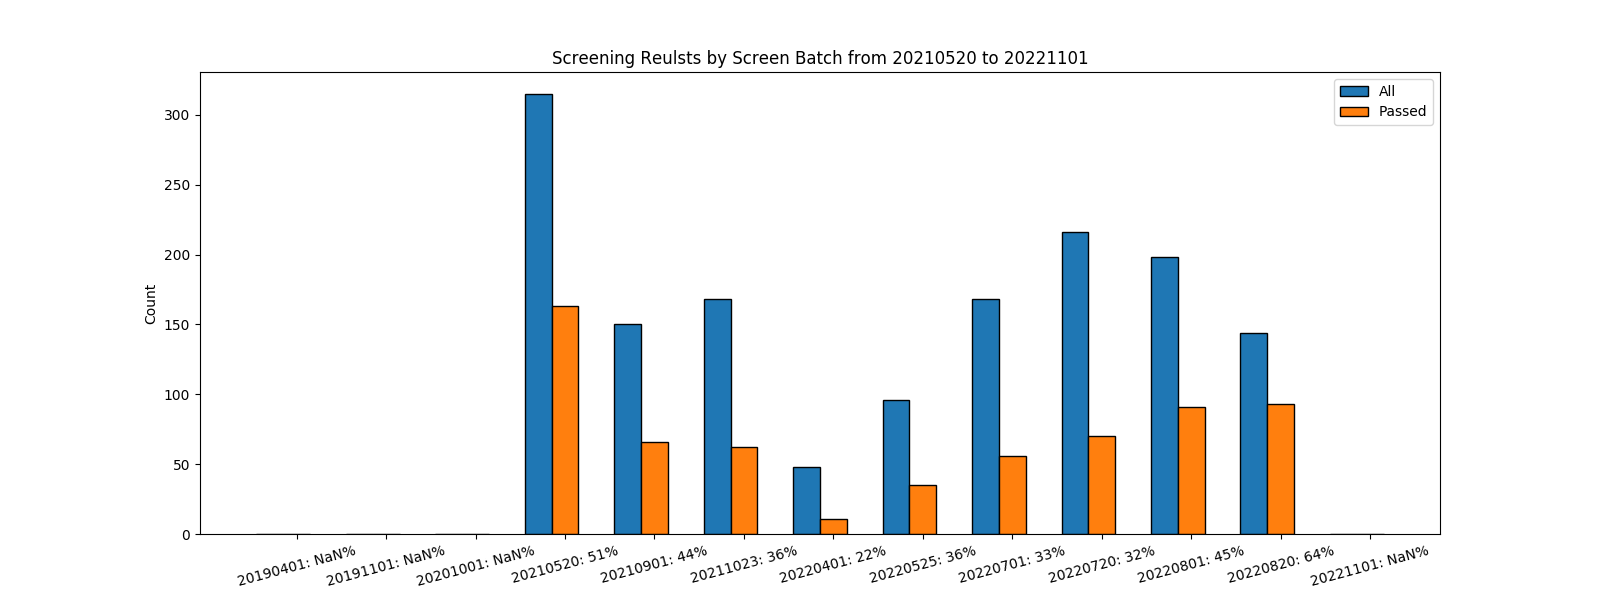 Screening Reulsts by Screen Batch from 20210520 to 20221101
All
Passed
Count
300
250
200
150
100
50
0
20190401: NaN%
20191101: NaN%
20201001: NaN%
20210520: 51%
20210901: 44%
20211023: 36%
20220401: 22%
20220525: 36%
20220701: 33%
20220720: 32%
20220801: 45%
20220820: 64%
20221101: NaN%